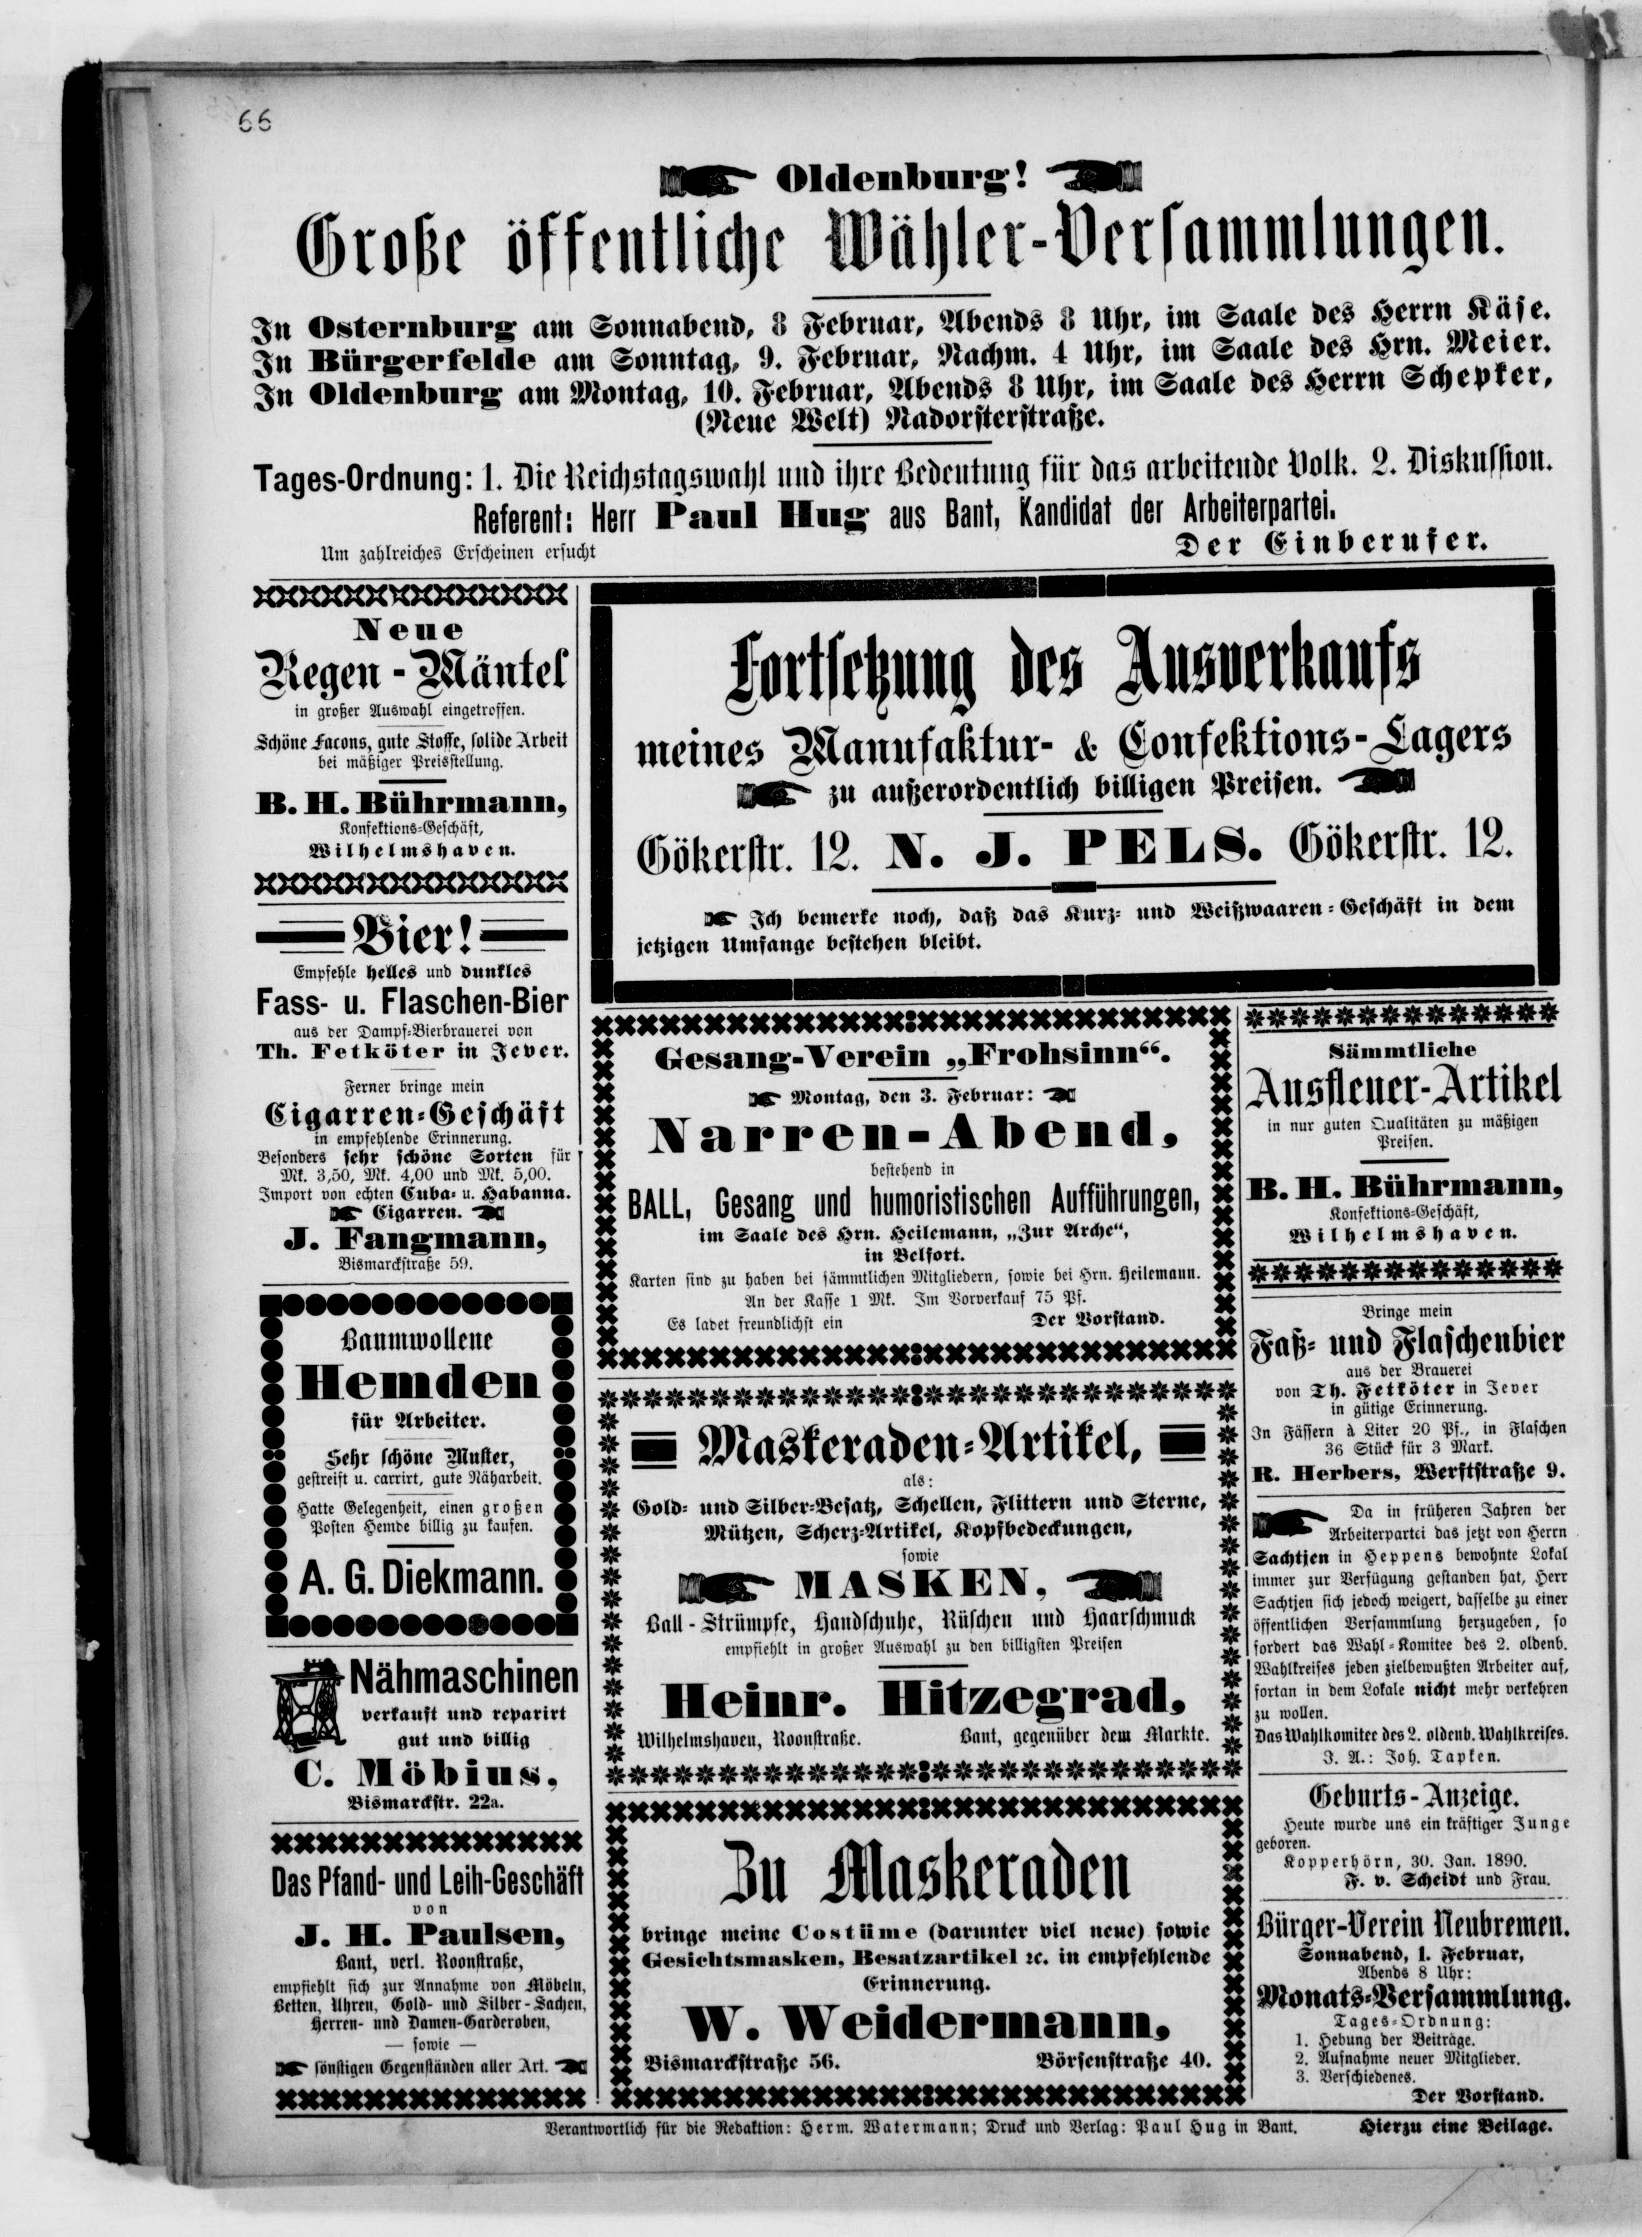 66
Oldenburg!
Große öffentliche Wähler-Versammlungen.
In Osternburg am Sonnabend, 8 Februar, Abends 8 Uhr, im Saale des Herrn Käse.
In Bürgerfelde am Sonntag, 9. Februar, Nachm. 4 Uhr, im Saale des Hrn. Meier.
In Oldenburg am Montag, 10. Februar, Abends 8 Uhr, im Saale des Herrn Schepker,
(Neue Welt) Nadorsterstraße.
Tages-Ordnung: 1. Die Reichstagswahl und ihre Bedeutung für das arbeitende Volk. 2. Diskussion.
Referent: Herr Paul Hug aus Bant, Kandidat der Arbeiterpartei.
Um zahlreiches Erscheinen ersucht
Der Einberufer.
Neue
Regen-Mäntel
in großer Auswahl eingetroffen.
Schöne Facons, gute Stoffe, solide Arbeit
bei mäßiger Preisstellung.
B. H. Bührmann,
Konfektions-Geschäft,
Wilhelmshaven.
Bier!
Empfehle helles und dunkles
Fass- u. Flaschen-Bier
aus der Dampf-Bierbrauerei von
Th. Fetköter in Jever.
Ferner bringe mein
Cigarren-Geschäft
in empfehlende Erinnerung.
Besonders sehr schöne Sorten für
Mk. 3,50, Mk. 4,00 und Mk. 5,00.
Import von echten Cuba- u. Habanna.
Cigarren.
J. Fangmann,
Bismarckstraße 59.
Baumwollene
Hemden
für Arbeiter.
Sehr schöne Muster,
gestreift u. carrirt, gute Näharbeit.
Hatte Gelegenheit, einen großen
Posten Hemde billig zu kaufen.
A. G. Diekmann.
Nähmaschinen
verkauft und reparirt
gut und billig
C. Möbius,
Bismarckstr. 22a.
Das Pfand- und Leih-Geschäft
von
J. H. Paulsen,
Bant, verl. Roonstraße,
empfiehlt sich zur Annahme von Möbeln,
Betten, Uhren, Gold- und Silber-Sachen,
Herren- und Damen-Garderoben,
— sowie —
sonstigen Gegenständen aller Art.
Fortsetzung des Ausverkaufs
meines Manufaktur- & Confektions-Lagers
zu außerordentlich billigen Preisen.
Gökerstr. 12. N. J. PELS. Gökerstr. 12.
Ich bemerke noch, daß das Kurz- und Weißwaaren-Geschäft in dem
jetzigen Umfange bestehen bleibt.
Gesang-Verein „Frohsinn“.
Montag, den 3. Februar:
Narren-Abend,
bestehend in
BALL, Gesang und humoristischen Aufführungen,
im Saale des Hrn. Heilemann, „Zur Arche“,
in Belfort.
Karten sind zu haben bei sämmtlichen Mitgliedern, sowie bei Hrn. Heilemann.
An der Kasse 1 Mk. Im Vorverkauf 75 Pf.
Es ladet freundlichst ein
Der Vorstand.
Maskeraden-Artikel,
als:
Gold- und Silber-Besatz, Schellen, Flittern und Sterne,
Mützen, Scherz-Artikel, Kopfbedeckungen,
sowie
MASKEN,
Ball-Strümpfe, Handschuhe, Rüschen und Haarschmuck
empfiehlt in großer Auswahl zu den billigsten Preisen
Heinr. Hitzegrad,
Wilhelmshaven, Roonstraße.
Bant, gegenüber dem Markte.
Zu Maskeraden
bringe meine Costüme (darunter viel neue) sowie
Gesichtsmasken, Besatzartikel ꝛc. in empfehlende
Erinnerung.
W. Weidermann,
Bismarckstraße 56.
Börsenstraße 40.
Sämmtliche
Aussteuer-Artikel
in nur guten Qualitäten zu mäßigen
Preisen.
B. H. Bührmann,
Konfektions-Geschäft,
Wilhelmshaven.
Bringe mein
Faß- und Flaschenbier
aus der Brauerei
von Th. Fetköter in Jever
in gütige Erinnerung.
In Fässern à Liter 20 Pf., in Flaschen
36 Stück für 3 Mark.
R. Herbers, Werftstraße 9.
Da in früheren Jahren der
Arbeiterpartei das jetzt von Herrn
Sachtjen in Heppens bewohnte Lokal
immer zur Verfügung gestanden hat, Herr
Sachtjen sich jedoch weigert, dasselbe zu einer
öffentlichen Versammlung herzugeben, so
fordert das Wahl-Komitee des 2. oldenb.
Wahlkreises jeden zielbewußten Arbeiter auf,
fortan in dem Lokale nicht mehr verkehren
zu wollen.
Das Wahlkomitee des 2. oldenb. Wahlkreises.
J. A.: Joh. Tapken.
Geburts-Anzeige.
Heute wurde uns ein kräftiger Junge
geboren.
Kopperhörn, 30. Jan. 1890.
F. v. Scheidt und Frau.
Bürger-Verein Neubremen.
Sonnabend, 1. Februar,
Abends 8 Uhr:
Monats-Versammlung.
Tages-Ordnung:
1. Hebung der Beiträge.
2. Aufnahme neuer Mitglieder.
3. Verschiedenes.
Der Vorstand.
Verantwortlich für die Redaktion: Herm. Watermann; Druck und Verlag: Paul Hug in Bant.
Hierzu eine Beilage.